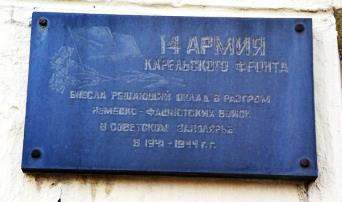 14 АРМИЯ
КАРЕЛЬСКОГО ФРОНТА
ВНЕСЛА РЕШАЮЩИЙ ВКЛАД В РАЗГРОМ
НЕМЕЦКО-ФАШИСТСКИХ ВОЙСК
В СОВЕТСКОМ ЗАПОЛЯРЬЕ
В 1941-1944 г.г.